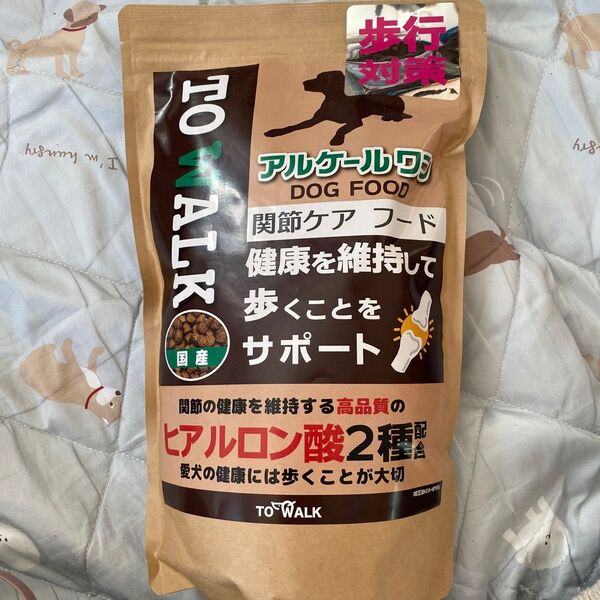 歩行
対策
TO WALK
アルケールワン
DOG FOOD
関節ケア フード
健康を維持して
歩くことを
サポート
国産
関節の健康を維持する高品質の
ヒアルロン酸2種配合
愛犬の健康には歩くことが大切
TO WALK
I'm hungry